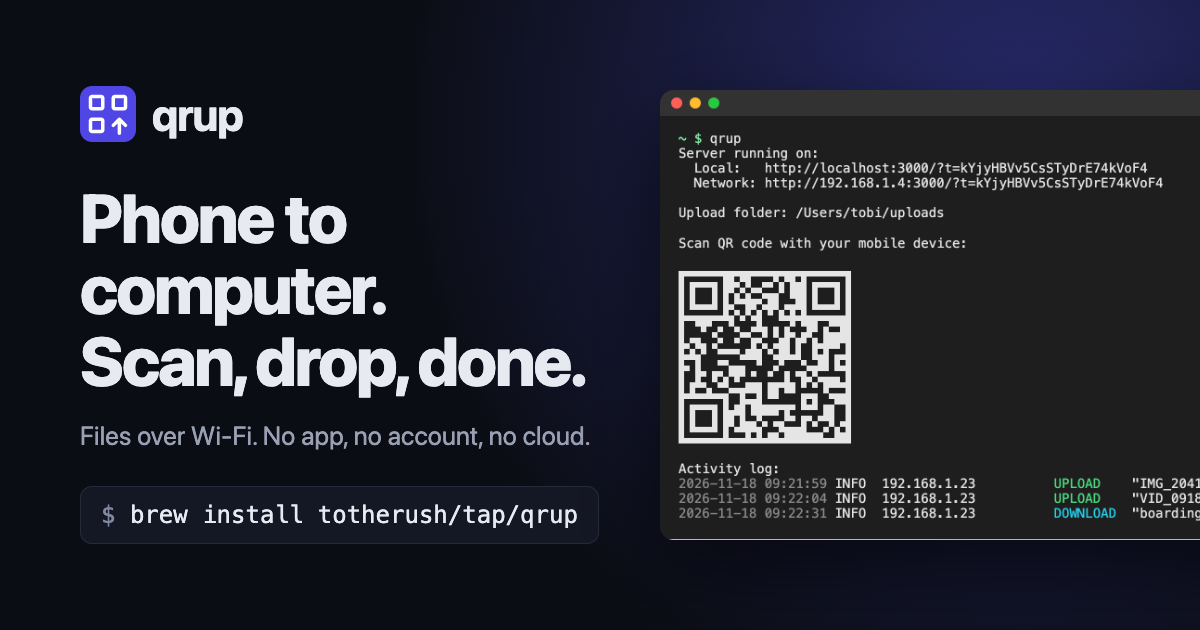 qrup
Phone to
computer.
Scan, drop, done.
Files over Wi-Fi. No app, no account, no cloud.
$ brew install totherush/tap/qrup
~ $ qrup
Server running on:
Local: http://localhost:3000/?t=kYjyHBVv5CsSTyDrE74kVoF4
Network: http://192.168.1.4:3000/?t=kYjyHBVv5CsSTyDrE74kVoF4
Upload folder: /Users/tobi/uploads
Scan QR code with your mobile device:
Activity log:
2026-11-18 09:21:59 INFO 192.168.1.23 UPLOAD "IMG_2041
2026-11-18 09:22:04 INFO 192.168.1.23 UPLOAD "VID_0918
2026-11-18 09:22:31 INFO 192.168.1.23 DOWNLOAD "boarding